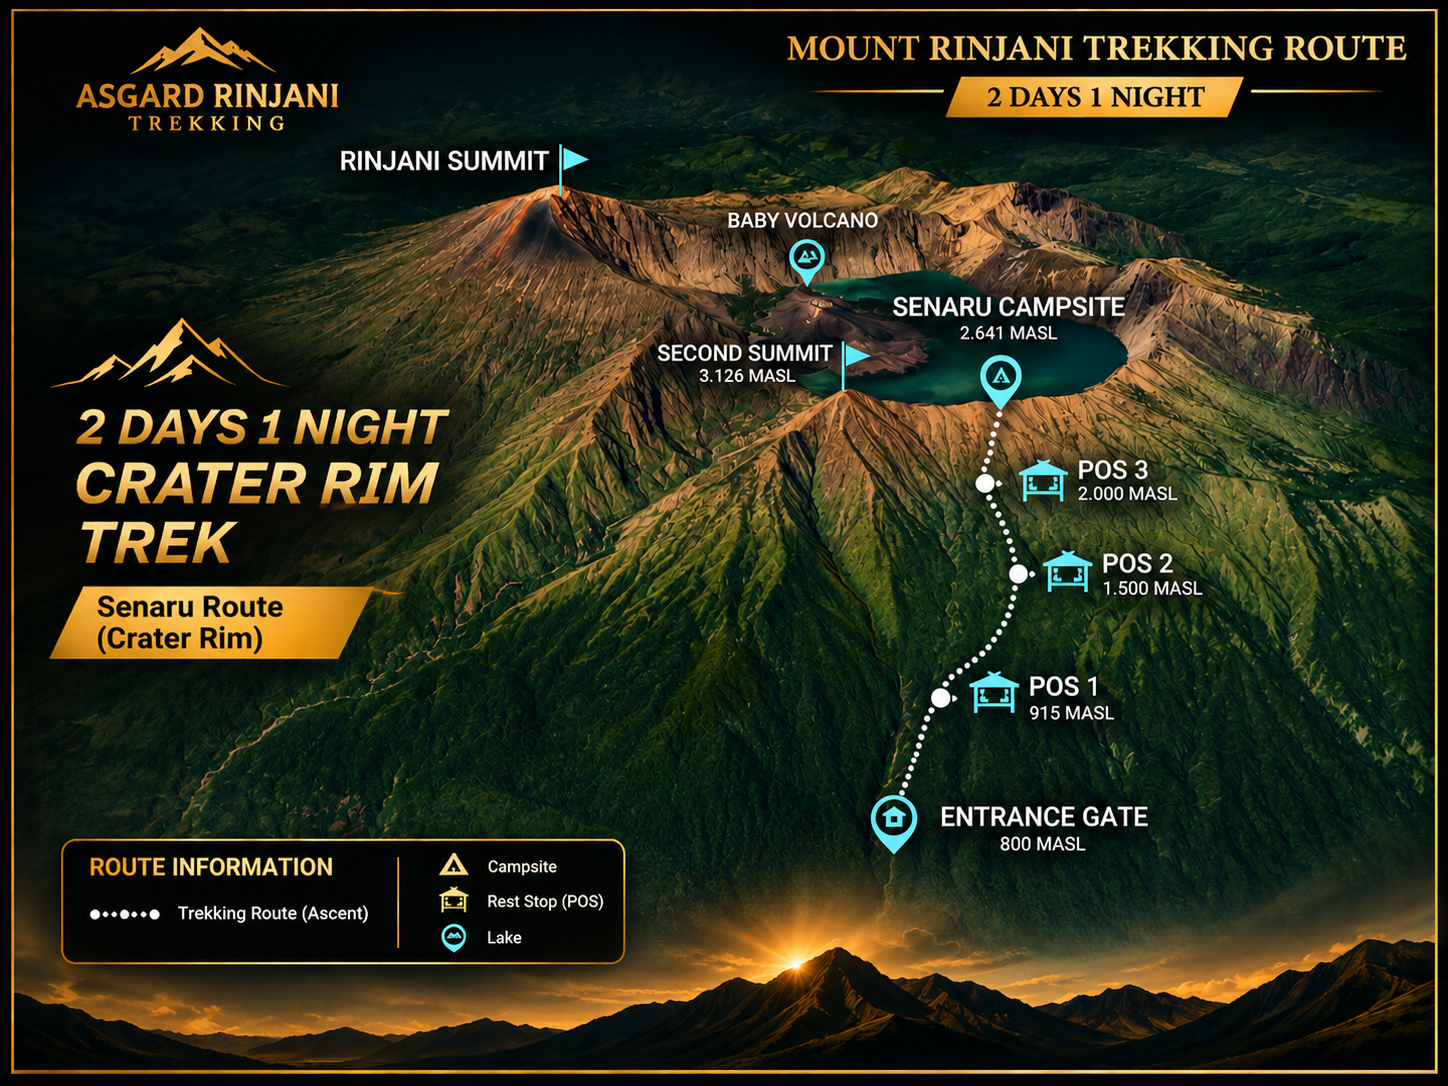 ASGARD RINJANI
TREKKING
MOUNT RINJANI TREKKING ROUTE
2 DAYS 1 NIGHT
RINJANI SUMMIT
BABY VOLCANO
SENARU CAMPSITE
2.641 MASL
SECOND SUMMIT
3.126 MASL
2 DAYS 1 NIGHT
CRATER RIM
TREK
Senaru Route
(Crater Rim)
POS 3
2.000 MASL
POS 2
1.500 MASL
POS 1
915 MASL
ENTRANCE GATE
800 MASL
ROUTE INFORMATION
Trekking Route (Ascent)
Campsite
Rest Stop (POS)
Lake